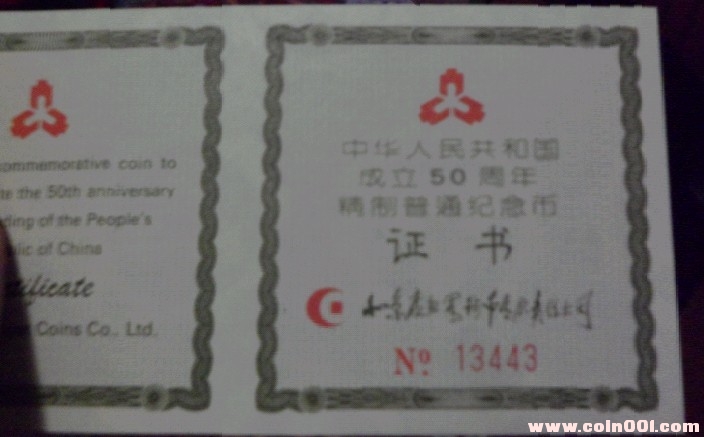 commemorative coin to
te the 50th anniversary
ding of the People's
lic of China
tificate
Coins Co., Ltd.
中华人民共和国
成立50周年
精制普通纪念币
证书
No 13443
www.coin001.com